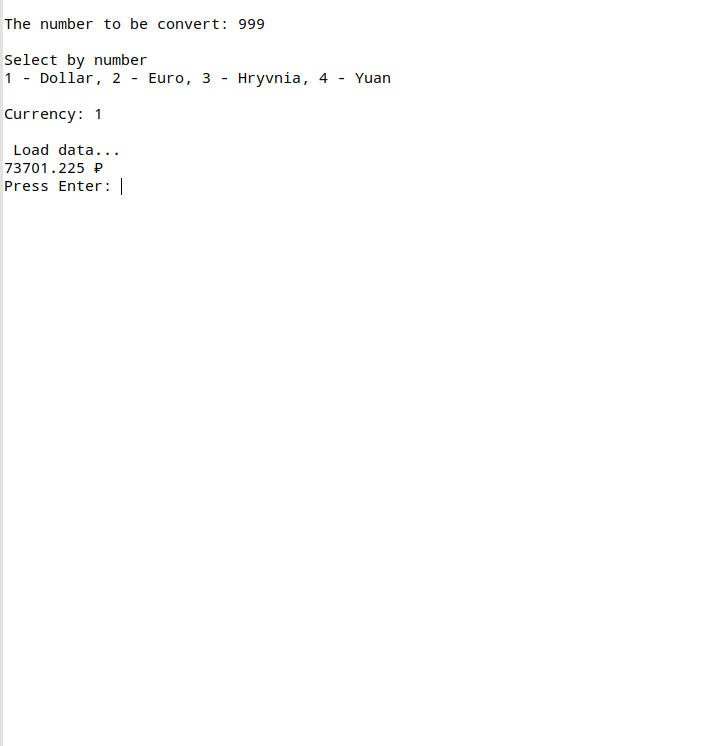 The number to be convert: 999
Select by number
1 - Dollar, 2 - Euro, 3 - Hryvnia, 4 - Yuan
Currency: 1
Load data...
73701.225 ₽
Press Enter: